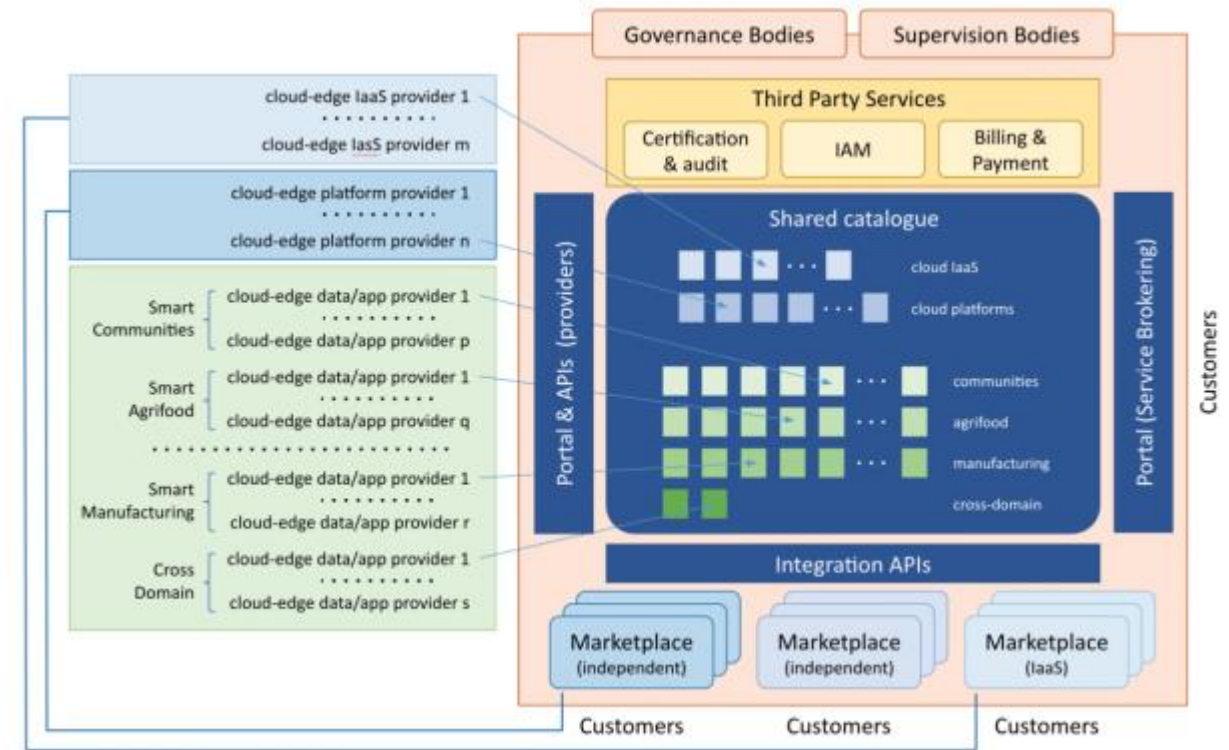 Governance Bodies
Supervision Bodies
cloud-edge IaaS provider 1
cloud-edge IasS provider m
cloud-edge platform provider 1
cloud-edge platform provider n
Smart
Communities
cloud-edge data/app provider 1
cloud-edge data/app provider p
Smart
Agrifood
cloud-edge data/app provider 1
cloud-edge data/app provider q
Smart
Manufacturing
cloud-edge data/app provider 1
cloud-edge data/app provider r
Cross
Domain
cloud-edge data/app provider 1
cloud-edge data/app provider s
Third Party Services
Certification
& audit
IAM
Billing &
Payment
Portal & APIs (providers)
Shared catalogue
cloud IaaS
cloud platforms
communities
agrifood
manufacturing
cross-domain
Portal (Service Brokering)
Customers
Integration APIs
Marketplace
(independent)
Marketplace
(independent)
Marketplace
(IaaS)
Customers
Customers
Customers